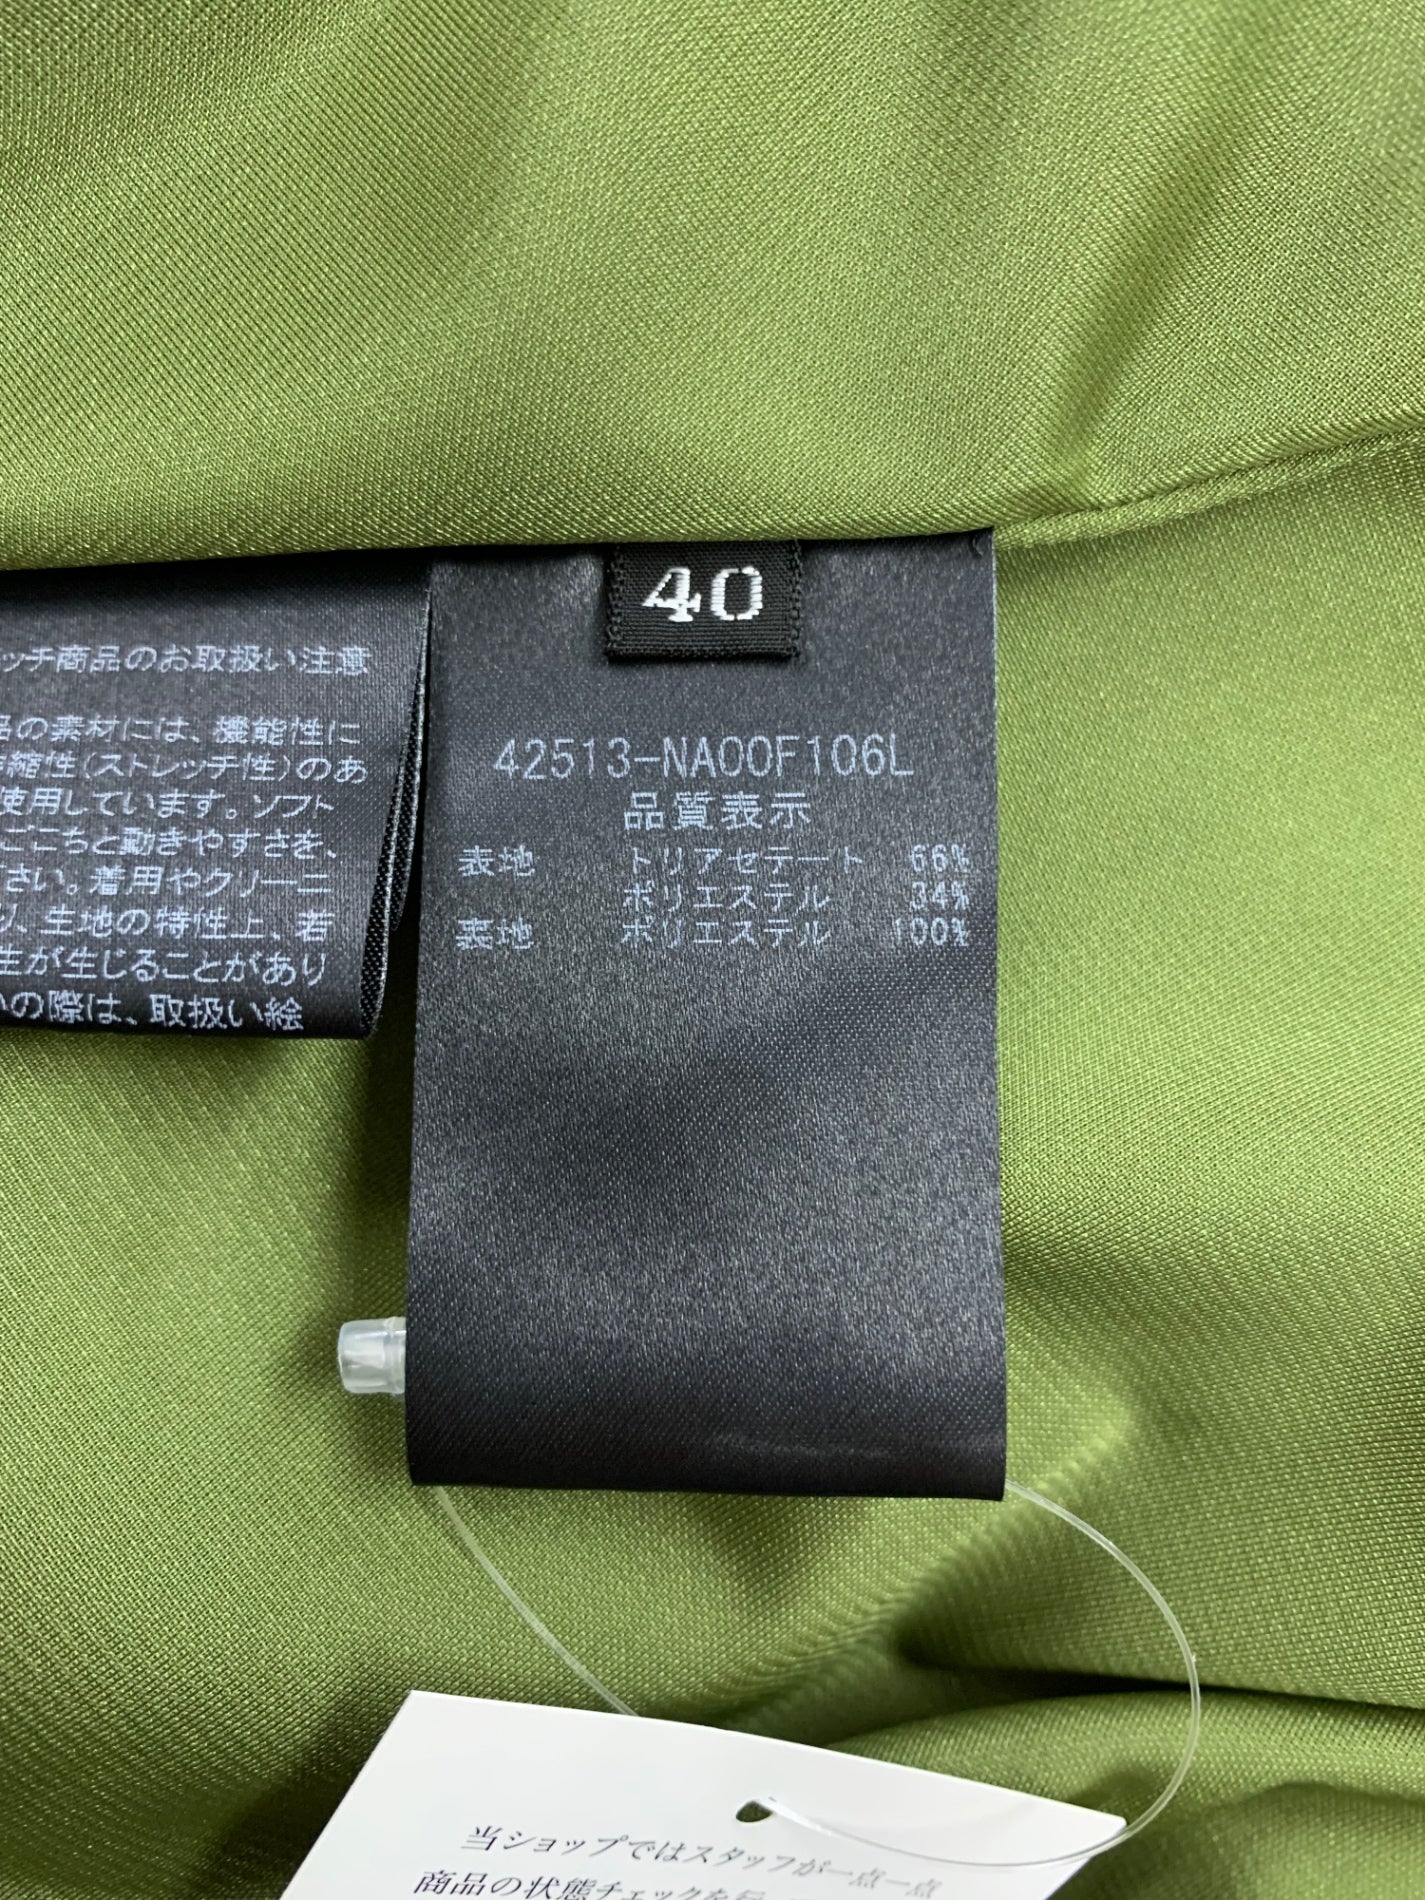 40
42513-NA00F106L
品質表示
表地 トリアセテート 66%
ポリエステル 34%
裏地 ポリエステル 100%
ッチ商品のお取扱い注意
品の素材には、機能性に
縮性(ストレッチ性)のあ
使用しています。ソフト
ごこちと動きやすさを、
さい。着用やクリーニ
り、生地の特性上、若
生が生じることがあり
いの際は、取扱い絵
当ショップではスタッフが一点一点
商品の状態チェックを